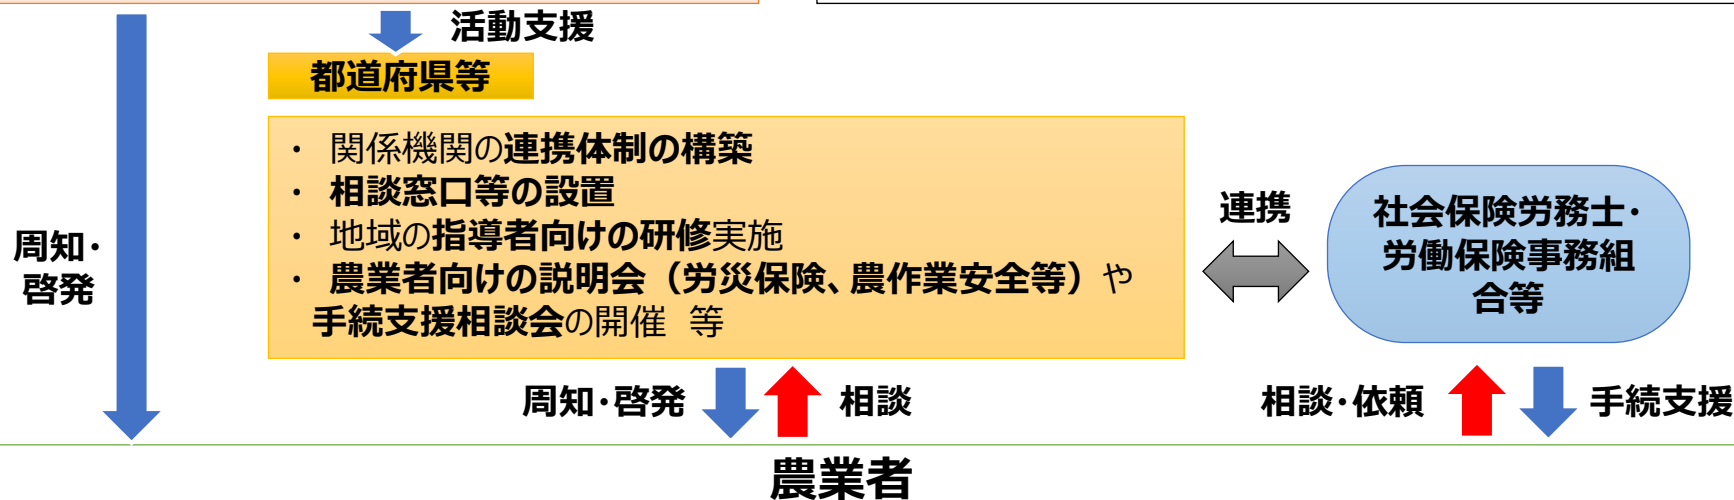 活動支援
都道府県等
・ 関係機関の連携体制の構築
・ 相談窓口等の設置
・ 地域の指導者向けの研修実施
・ 農業者向けの説明会（労災保険、農作業安全等）や
手続支援相談会の開催 等
周知・
啓発
連携
社会保険労務士・
労働保険事務組
合等
周知・啓発
相談
相談・依頼
手続支援
農業者